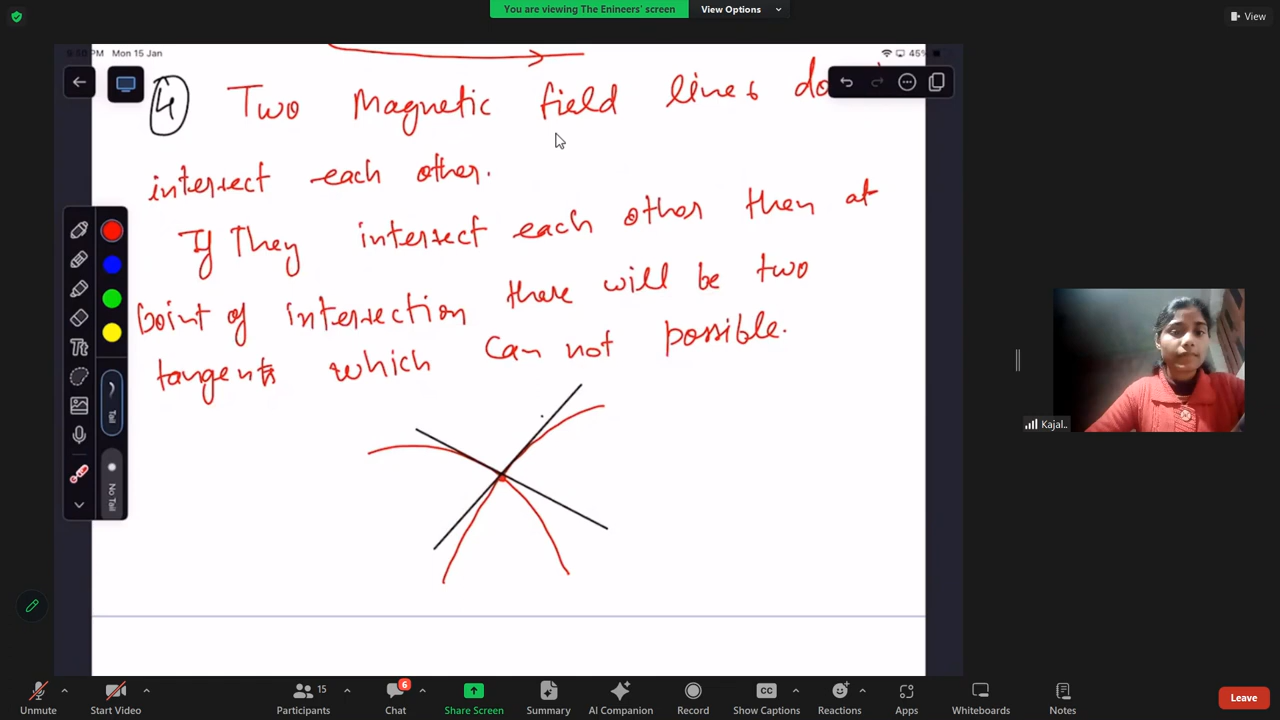 You are viewing The Enineers' screen
View Options
View
PM Mon 15 Jan
45%
4 Two Magnetic field lines do
intersect each other.
If They intersect each other then at
point of intersection there will be two
tangents which can not possible.
Tt
Tail
No Tail
Kajal..
Unmute
Start Video
15
Participants
6
Chat
Share Screen
Summary
AI Companion
Record
CC
Show Captions
Reactions
Apps
Whiteboards
Notes
Leave